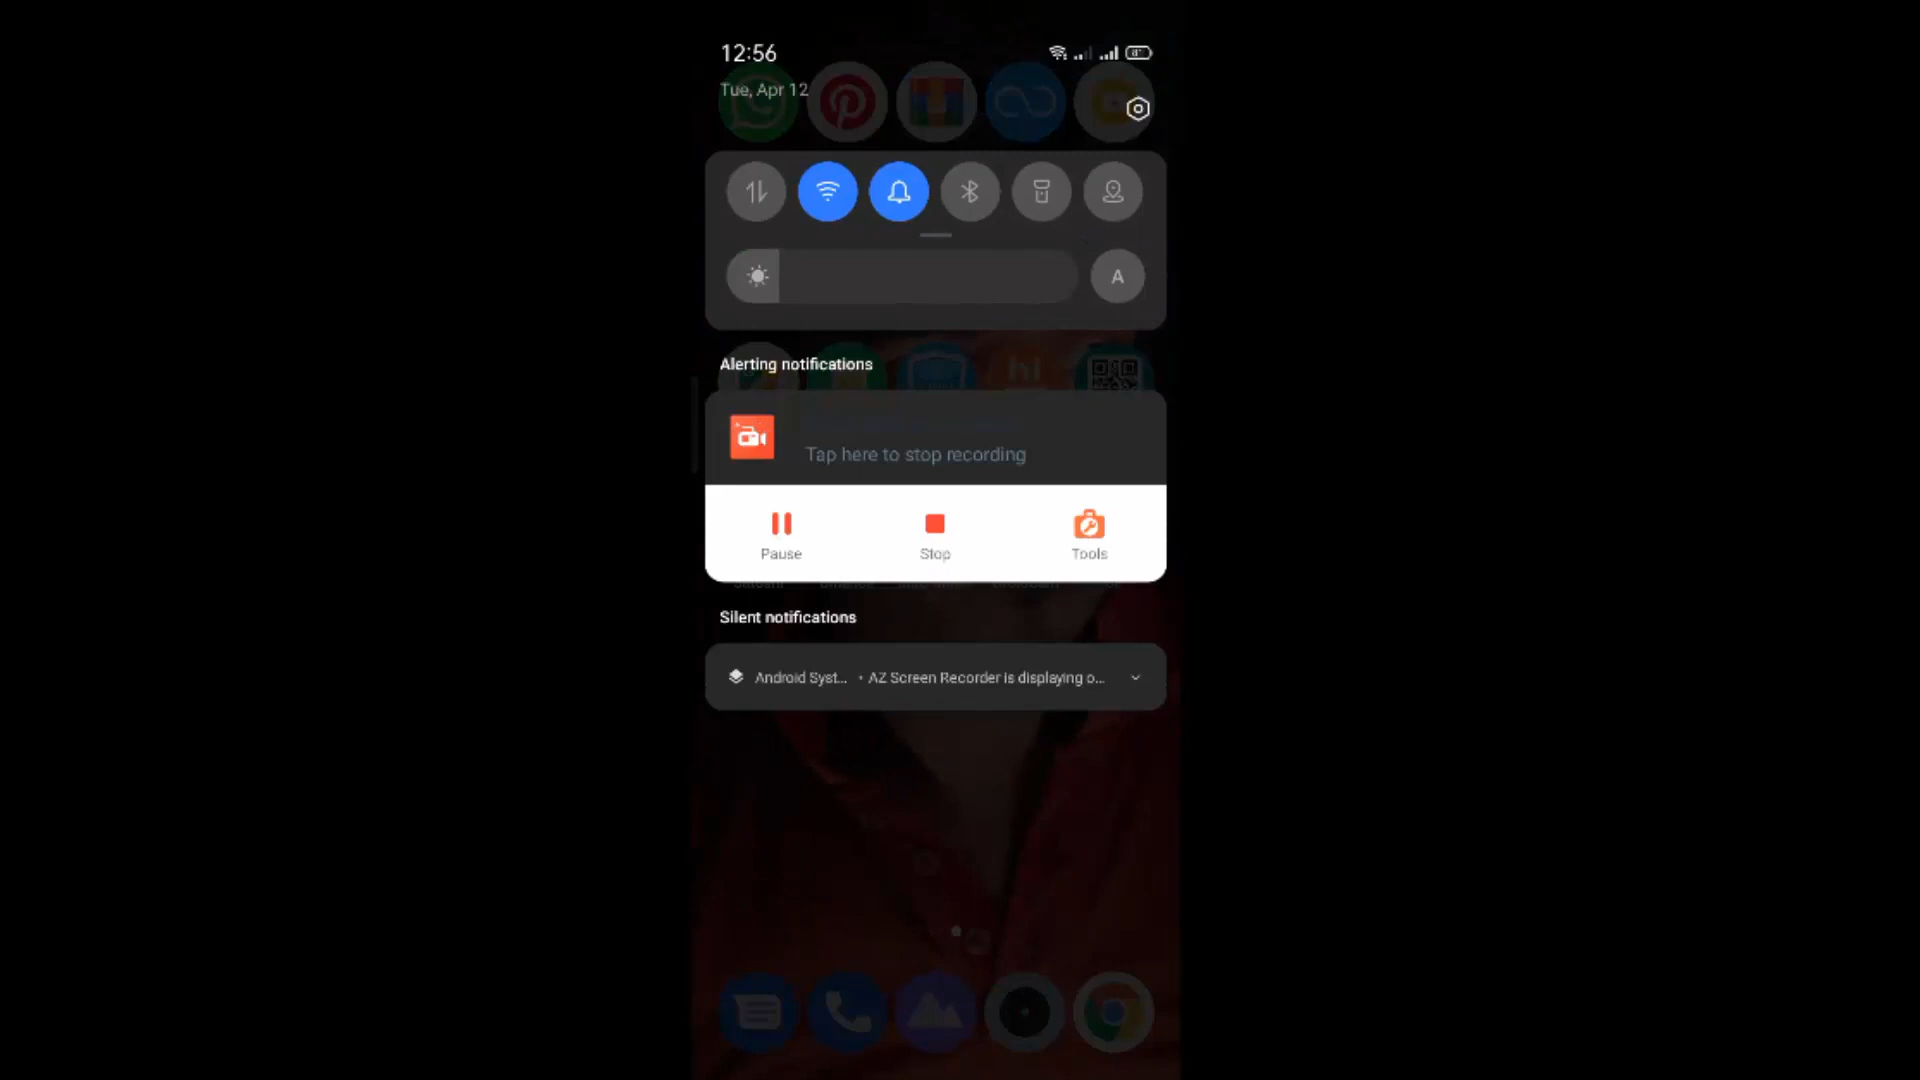 12:56
Tue, Apr 12
A
Alerting notifications
hi
Tap here to stop recording
Pause
Stop
Tools
Silent notifications
Android Syst... • AZ Screen Recorder is displaying o...